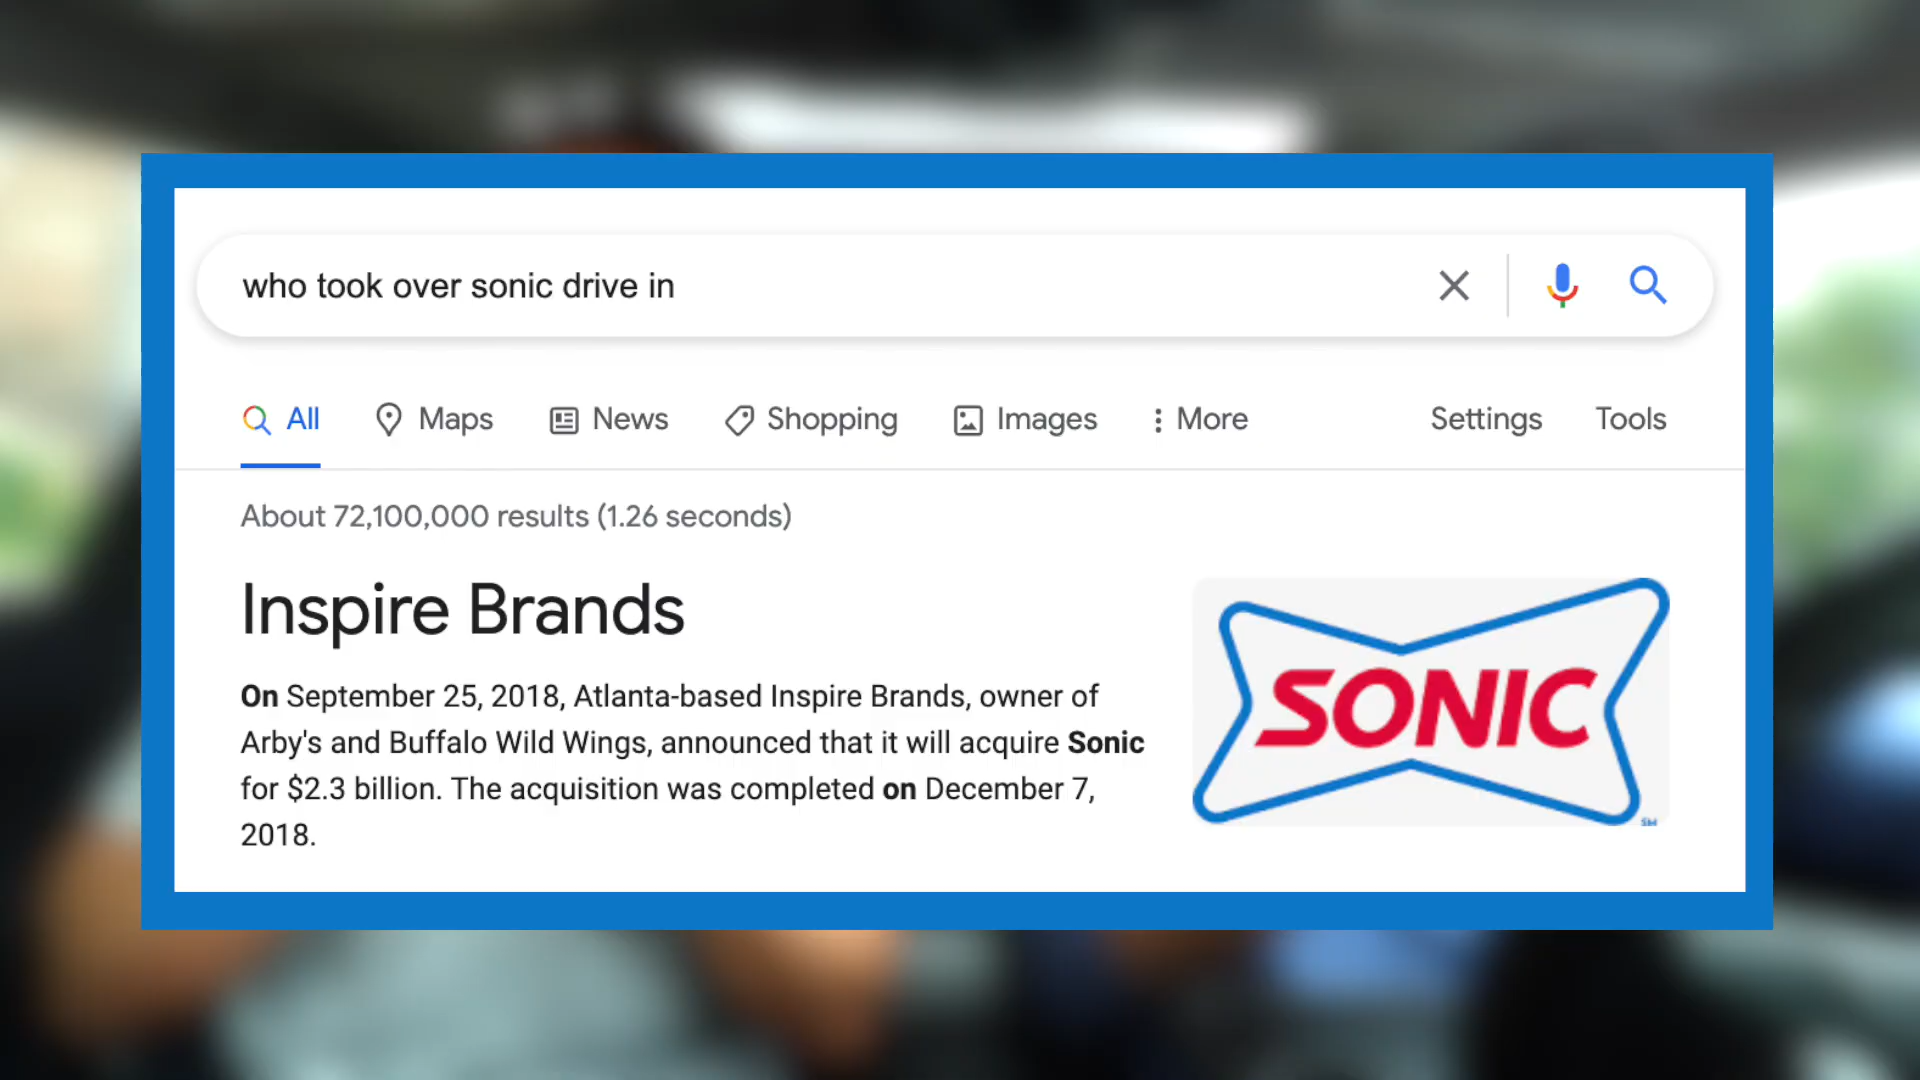 who took over sonic drive in
All Maps News Shopping Images More Settings Tools
About 72,100,000 results (1.26 seconds)
Inspire Brands
On September 25, 2018, Atlanta-based Inspire Brands, owner of
Arby's and Buffalo Wild Wings, announced that it will acquire Sonic
for $2.3 billion. The acquisition was completed on December 7,
2018.
SONIC
SM